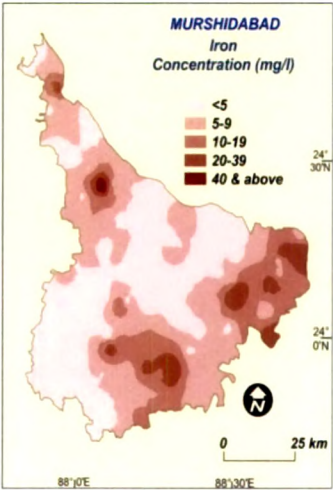 MURSHIDABAD
Iron
Concentration (mg/l)
<5
5-9
10-19
20-39
40 & above
24°
30'N
24°
0'N
N
0 25 km
88°0'E 88°30'E